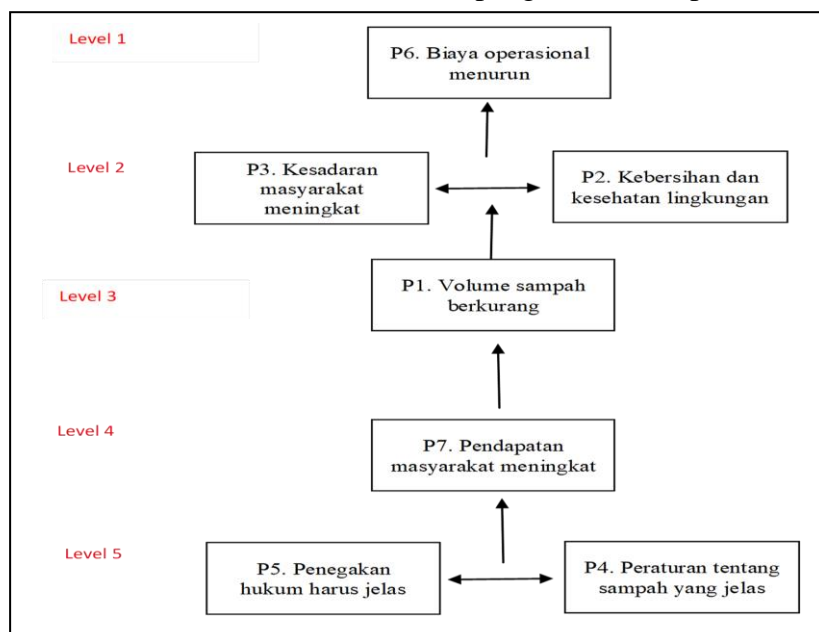 Level 1
P6. Biaya operasional
menurun
Level 2
P3. Kesadaran
masyarakat
meningkat
P2. Kebersihan dan
kesehatan lingkungan
Level 3
P1. Volume sampah
berkurang
Level 4
P7. Pendapatan
masyarakat meningkat
Level 5
P5. Penegakan
hukum harus jelas
P4. Peraturan tentang
sampah yang jelas